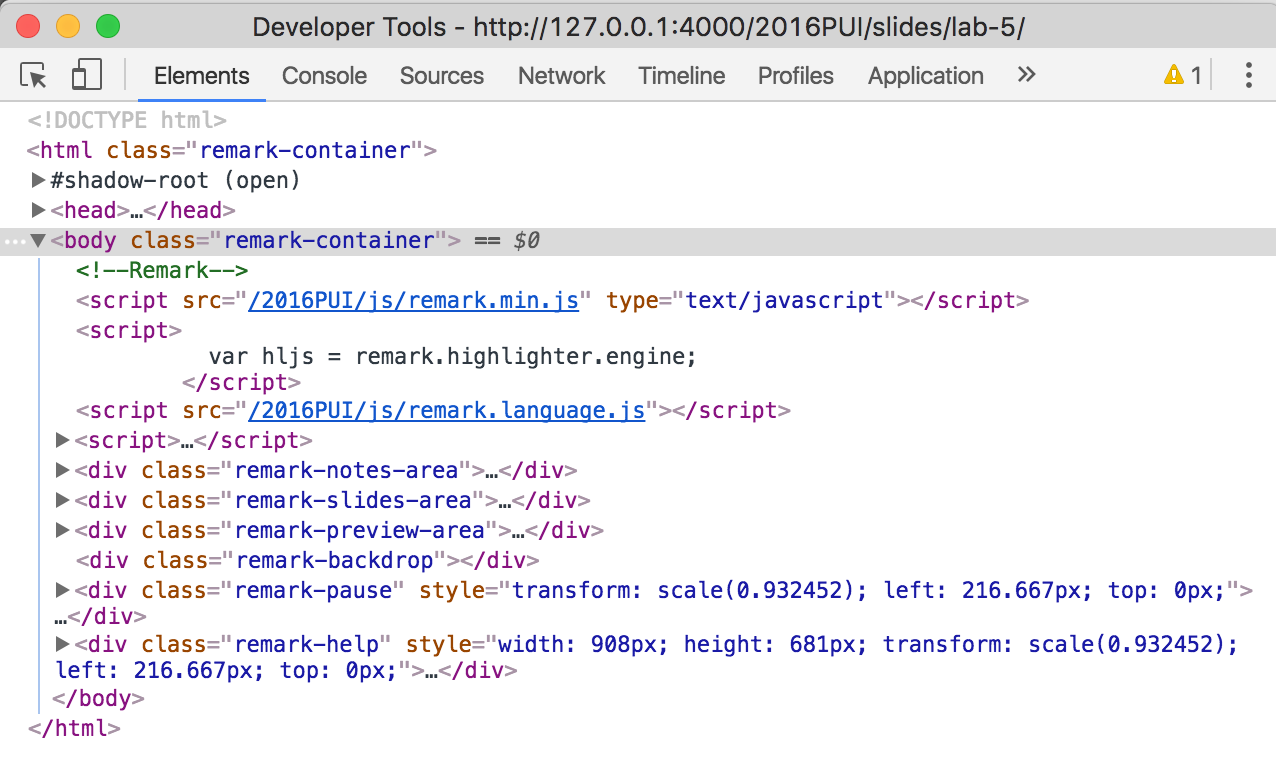 Developer Tools - http://127.0.0.1:4000/2016PUI/slides/lab-5/
Elements Console Sources Network Timeline Profiles Application » 1
<!DOCTYPE html>
<html class="remark-container">
▶#shadow-root (open)
▶<head>…</head>
…▼<body class="remark-container"> == $0
<!--Remark-->
<script src="/2016PUI/js/remark.min.js" type="text/javascript"></script>
<script>
var hljs = remark.highlighter.engine;
</script>
<script src="/2016PUI/js/remark.language.js"></script>
▶<script>…</script>
▶<div class="remark-notes-area">…</div>
▶<div class="remark-slides-area">…</div>
▶<div class="remark-preview-area">…</div>
<div class="remark-backdrop"></div>
▶<div class="remark-pause" style="transform: scale(0.932452); left: 216.667px; top: 0px;">
…</div>
▶<div class="remark-help" style="width: 908px; height: 681px; transform: scale(0.932452);
left: 216.667px; top: 0px;">…</div>
</body>
</html>